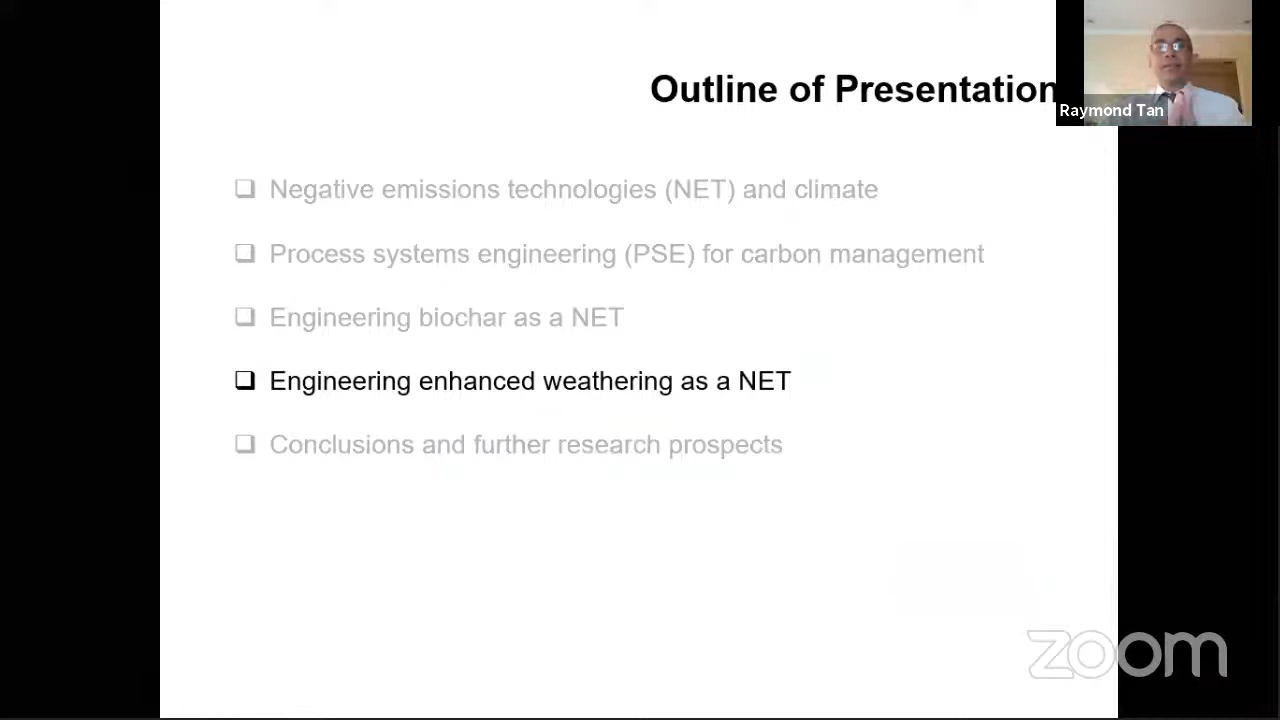 Outline of Presentation
Raymond Tan
Negative emissions technologies (NET) and climate
Process systems engineering (PSE) for carbon management
Engineering biochar as a NET
Engineering enhanced weathering as a NET
Conclusions and further research prospects
zoom